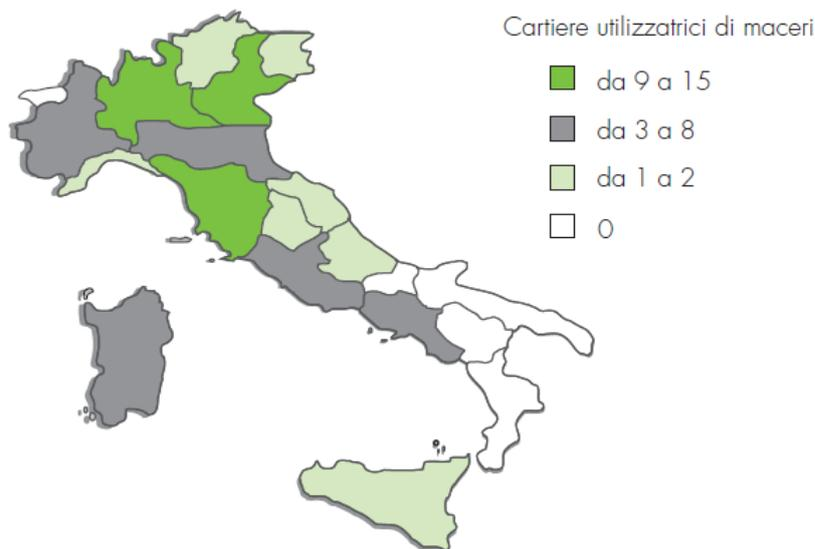 Cartiere utilizzatrici di maceri
da 9 a 15
da 3 a 8
da 1 a 2
0